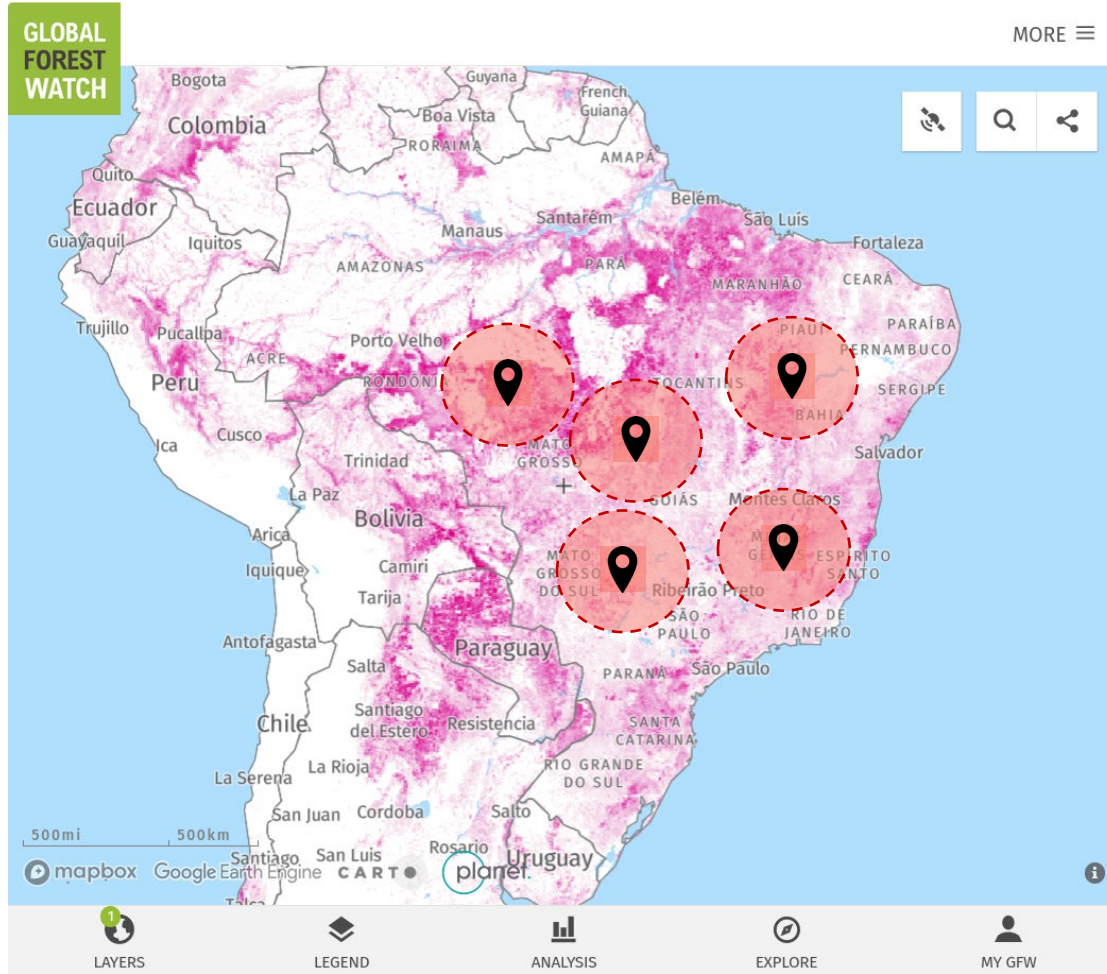 GLOBAL
FOREST
WATCH
MORE
Bogota
Guyana
French
Guiana
Colombia
Boa Vista
RORAIMA
AMAPÁ
Quito
Ecuador
Belém
São Luís
Santarém
Manaus
Guayaquil
Iquitos
Fortaleza
AMAZONAS
PARÁ
MARANHÃO
CEARÁ
Trujillo
Pucallpa
Porto Velho
PIAUÍ
PARAÍBA
PERNAMBUCO
ACRE
Peru
RONDÔNI
TOCANTINS
SERGIPE
BAHIA
Ica
Cusco
MATO
GROSSO
Trinidad
Salvador
La Paz
GOIÁS
Montes Claros
Bolivia
Arica
Iquique
Camiri
MATO
GROSSO
DO SUL
ESPÍRITO
SANTO
Tarija
Ribeirão Preto
SÃO
PAULO
RIO DE
JANEIRO
Antofagasta
Salta
Paraguay
PARANÁ
São Paulo
Santiago
del Estero
Resistencia
Chile
SANTA
CATARINA
La Serena
La Rioja
RIO GRANDE
DO SUL
San Juan
Cordoba
Salto
500mi
500km
Santiago
San Luis
Rosario
Uruguay
mapbox
Google Earth Engine
CARTO
planet.
Talca
1
LAYERS
LEGEND
ANALYSIS
EXPLORE
MY GFW